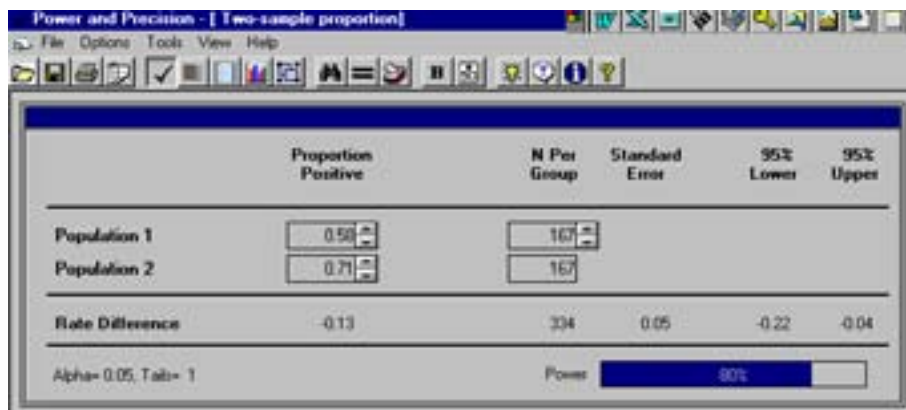 Power and Precision - [ Two-sample proportion]
File Options Tools View Help
Proportion Positive N Per Group Standard Error 95% Lower 95% Upper
Population 1 0.58 167
Population 2 0.71 167
Rate Difference -0.13 334 0.05 -0.22 -0.04
Alpha= 0.05, Tails= 1 Power 80%